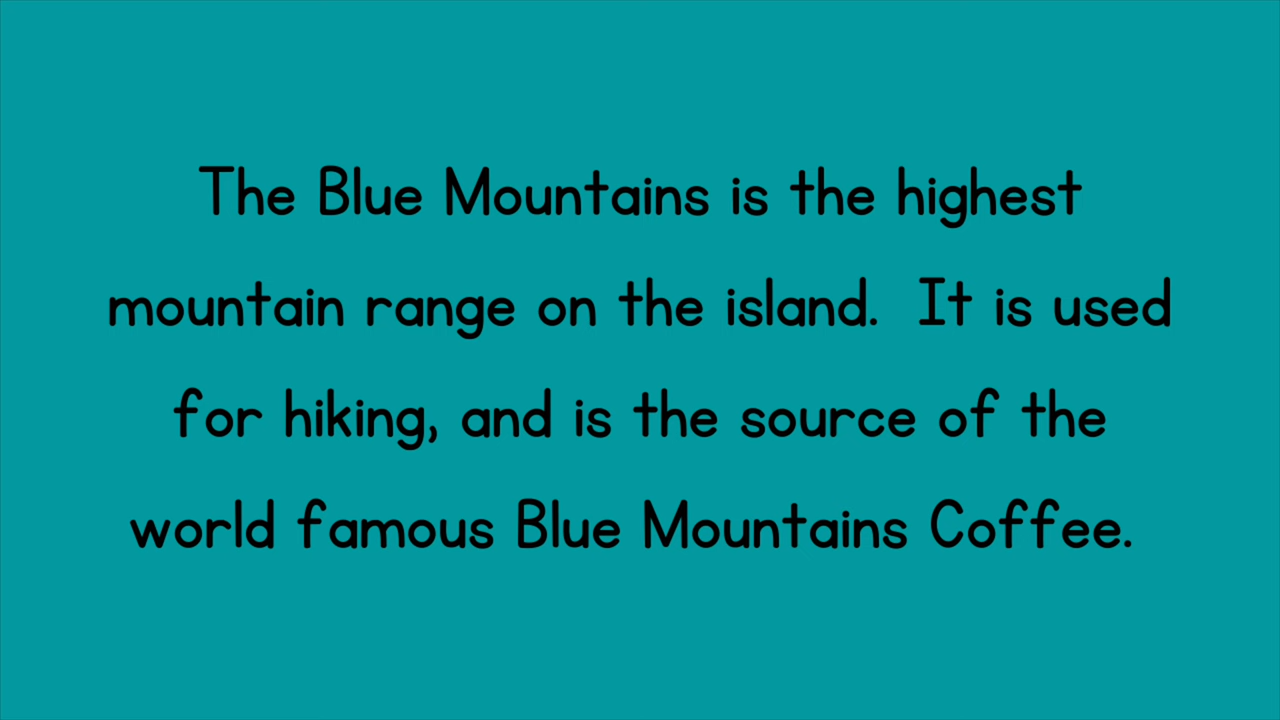 The Blue Mountains is the highest
mountain range on the island.  It is used
for hiking, and is the source of the
world famous Blue Mountains Coffee.